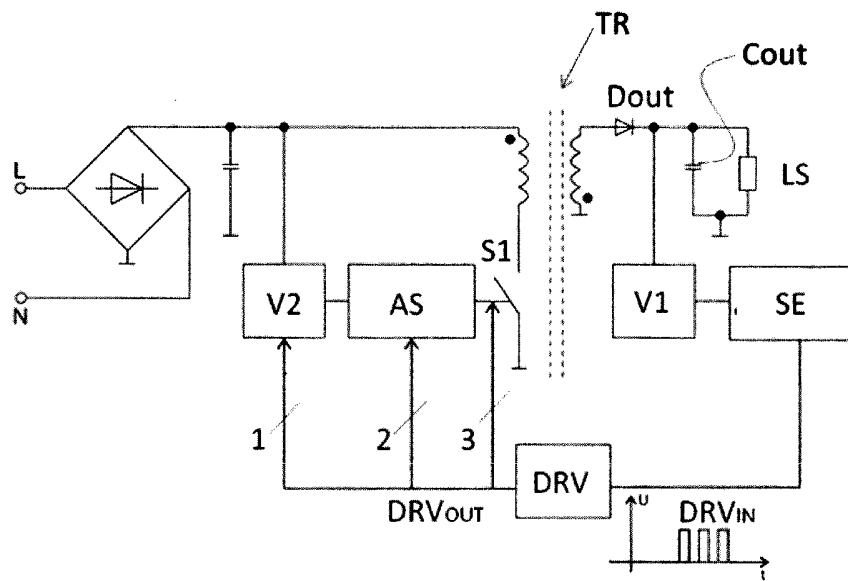 TR
Cout
Dout
L
LS
S1
V2
AS
V1
SE
N
1
2
3
DRV
DRVOUT
U
DRVIN
t